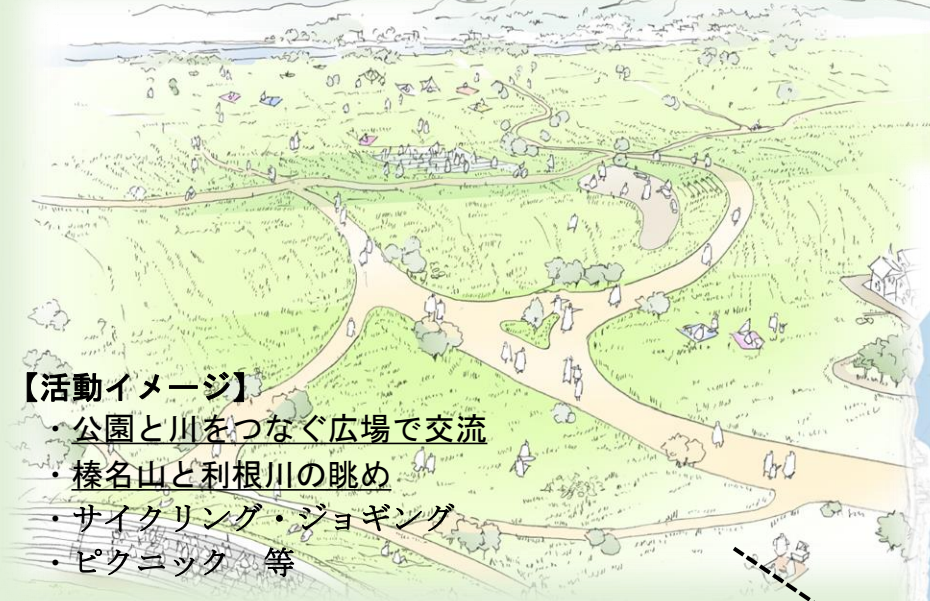 【活動イメージ】
・公園と川をつなぐ広場で交流
・榛名山と利根川の眺め
・サイクリング・ジョギング
・ピクニック　等